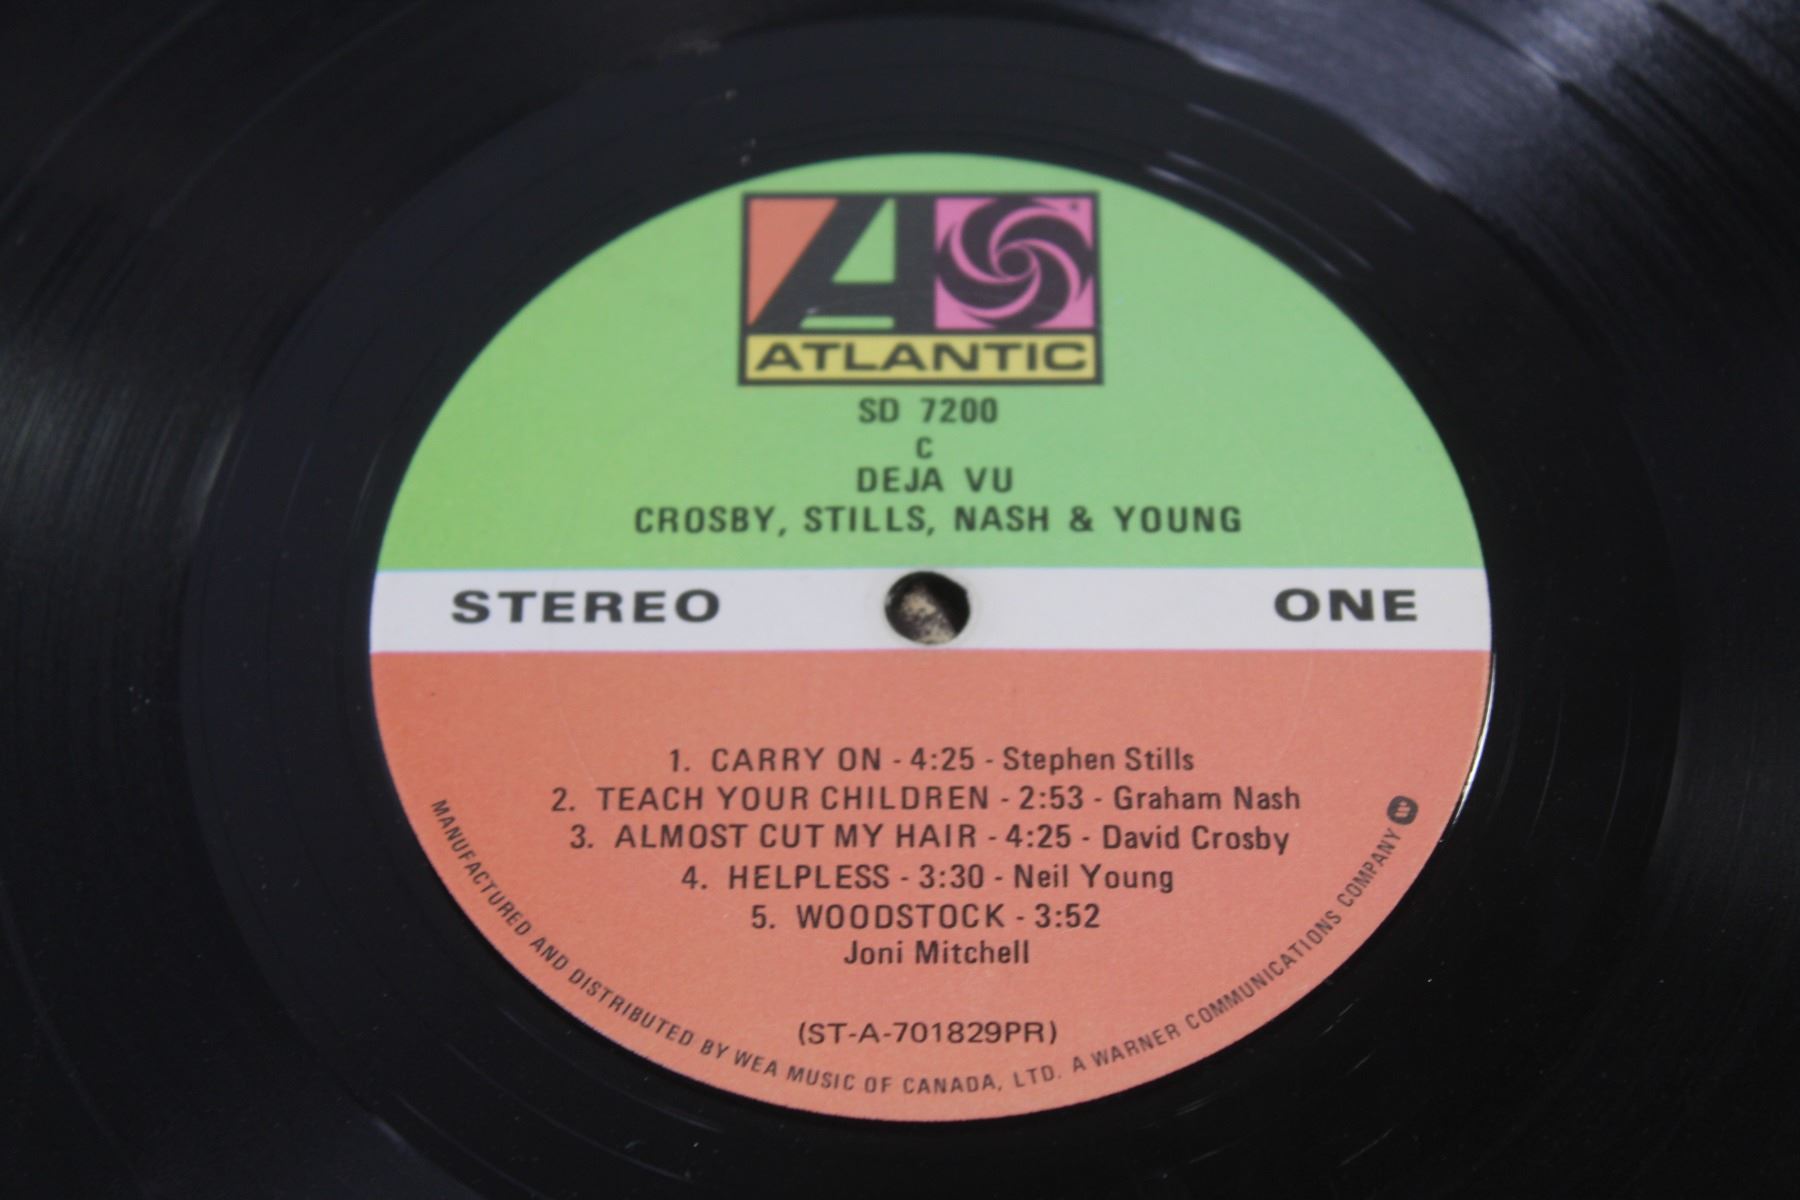 ATLANTIC
SD 7200
C
DEJA VU
CROSBY, STILLS, NASH & YOUNG
STEREO ONE
1. CARRY ON - 4:25 - Stephen Stills
2. TEACH YOUR CHILDREN - 2:53 - Graham Nash
3. ALMOST CUT MY HAIR - 4:25 - David Crosby
4. HELPLESS - 3:30 - Neil Young
5. WOODSTOCK - 3:52
Joni Mitchell
(ST-A-701829PR)
MANUFACTURED AND DISTRIBUTED BY WEA MUSIC OF CANADA, LTD. A WARNER COMMUNICATIONS COMPANY